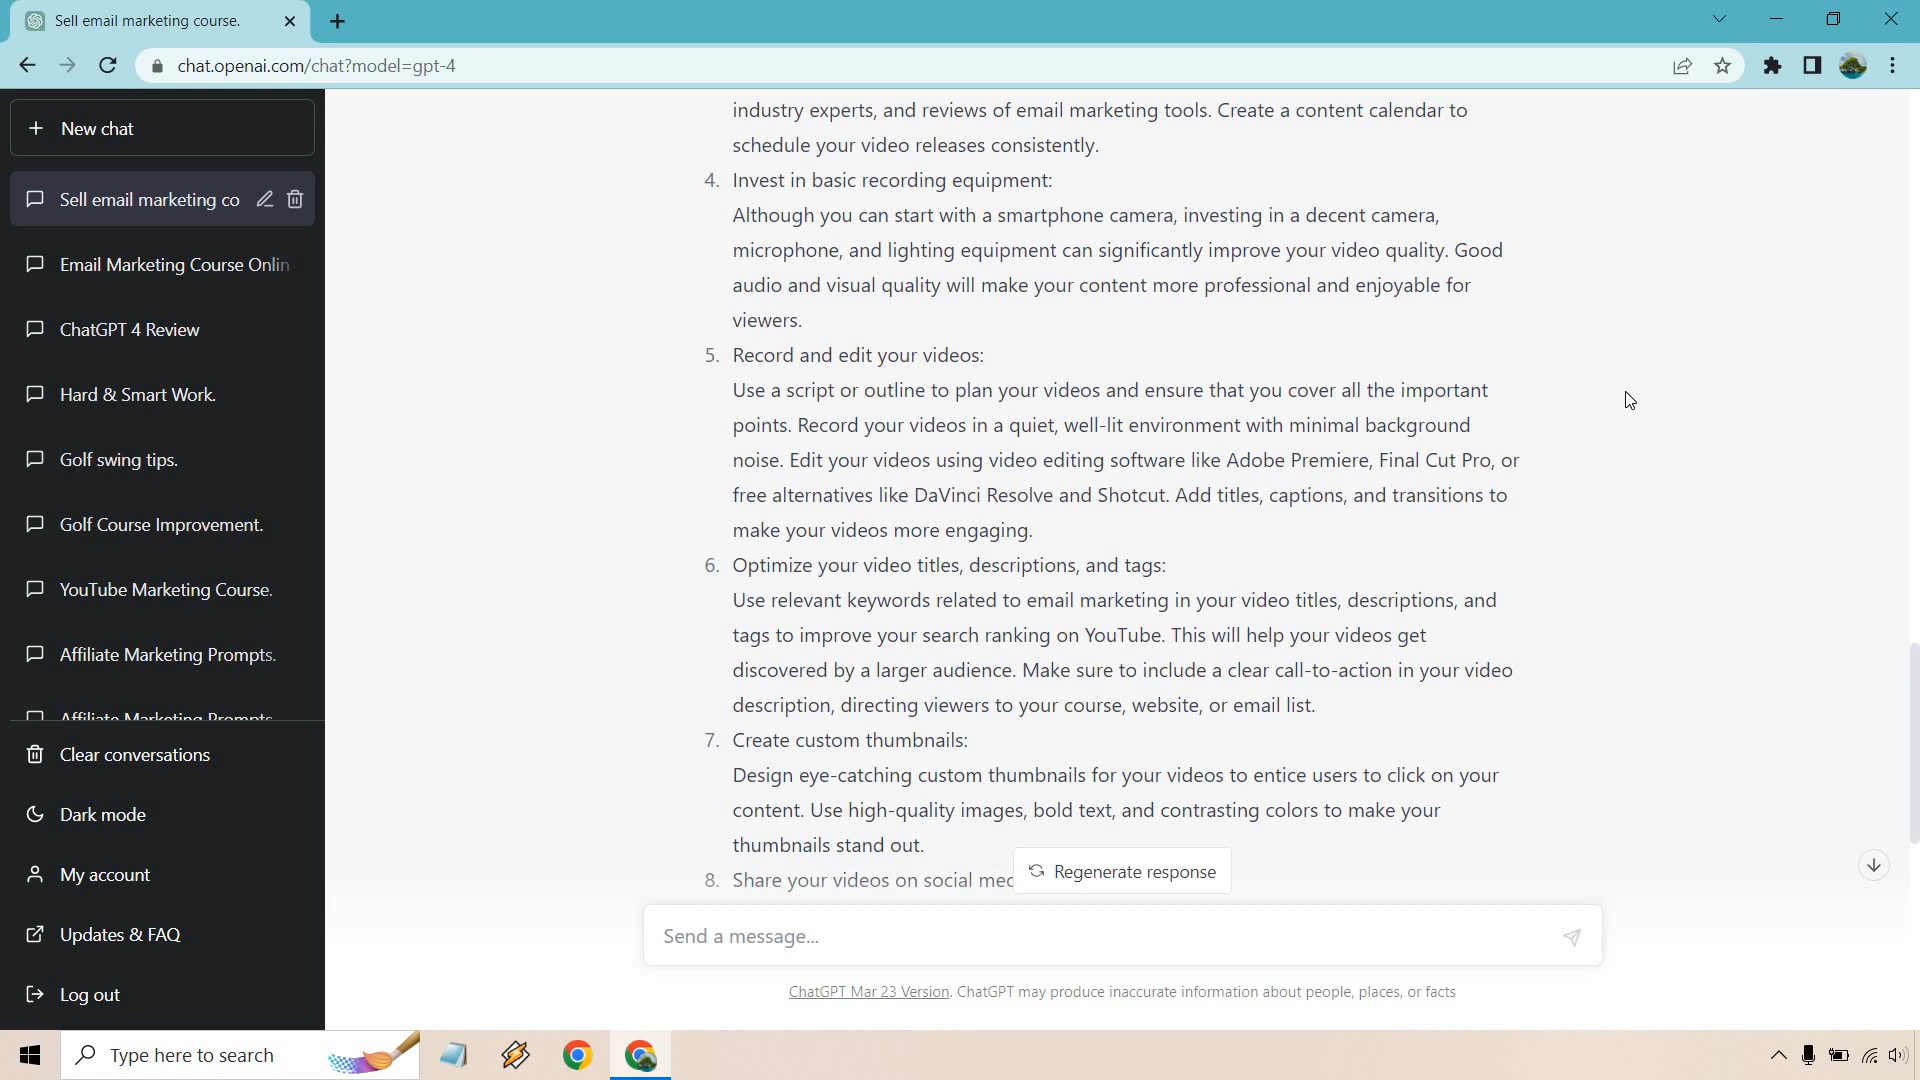 Sell email marketing course.
chat.openai.com/chat?model=gpt-4
New chat
Sell email marketing co
Email Marketing Course Onlin
ChatGPT 4 Review
Hard & Smart Work.
Golf swing tips.
Golf Course Improvement.
YouTube Marketing Course.
Affiliate Marketing Prompts.
Affiliate Marketing Prompts.
Clear conversations
Dark mode
My account
Updates & FAQ
Log out
industry experts, and reviews of email marketing tools. Create a content calendar to
schedule your video releases consistently.
4. Invest in basic recording equipment:
Although you can start with a smartphone camera, investing in a decent camera,
microphone, and lighting equipment can significantly improve your video quality. Good
audio and visual quality will make your content more professional and enjoyable for
viewers.
5. Record and edit your videos:
Use a script or outline to plan your videos and ensure that you cover all the important
points. Record your videos in a quiet, well-lit environment with minimal background
noise. Edit your videos using video editing software like Adobe Premiere, Final Cut Pro, or
free alternatives like DaVinci Resolve and Shotcut. Add titles, captions, and transitions to
make your videos more engaging.
6. Optimize your video titles, descriptions, and tags:
Use relevant keywords related to email marketing in your video titles, descriptions, and
tags to improve your search ranking on YouTube. This will help your videos get
discovered by a larger audience. Make sure to include a clear call-to-action in your video
description, directing viewers to your course, website, or email list.
7. Create custom thumbnails:
Design eye-catching custom thumbnails for your videos to entice users to click on your
content. Use high-quality images, bold text, and contrasting colors to make your
thumbnails stand out.
8. Share your videos on social med
Regenerate response
Send a message...
ChatGPT Mar 23 Version. ChatGPT may produce inaccurate information about people, places, or facts
Type here to search